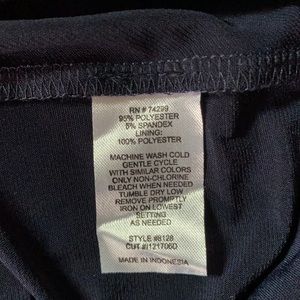 RN # 74299
95% POLYESTER
5% SPANDEX
LINING:
100% POLYESTER
MACHINE WASH COLD
GENTLE CYCLE
WITH SIMILAR COLORS
ONLY NON-CHLORINE
BLEACH WHEN NEEDED
TUMBLE DRY LOW
REMOVE PROMPTLY
IRON ON LOWEST
SETTING
AS NEEDED
STYLE #8128
CUT #I121706D
MADE IN INDONESIA